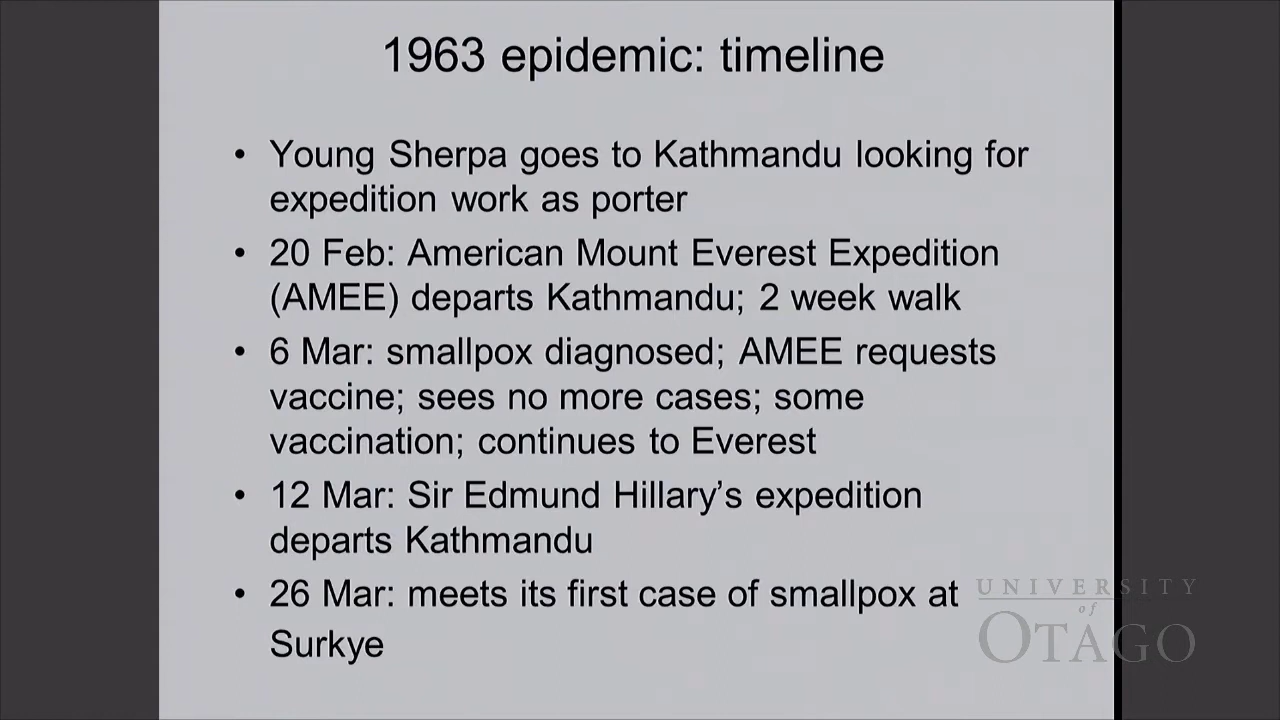 1963 epidemic: timeline
• Young Sherpa goes to Kathmandu looking for
expedition work as porter
• 20 Feb: American Mount Everest Expedition
(AMEE) departs Kathmandu; 2 week walk
• 6 Mar: smallpox diagnosed; AMEE requests
vaccine; sees no more cases; some
vaccination; continues to Everest
• 12 Mar: Sir Edmund Hillary’s expedition
departs Kathmandu
• 26 Mar: meets its first case of smallpox at
Surkye
UNIVERSITY
of
OTAGO